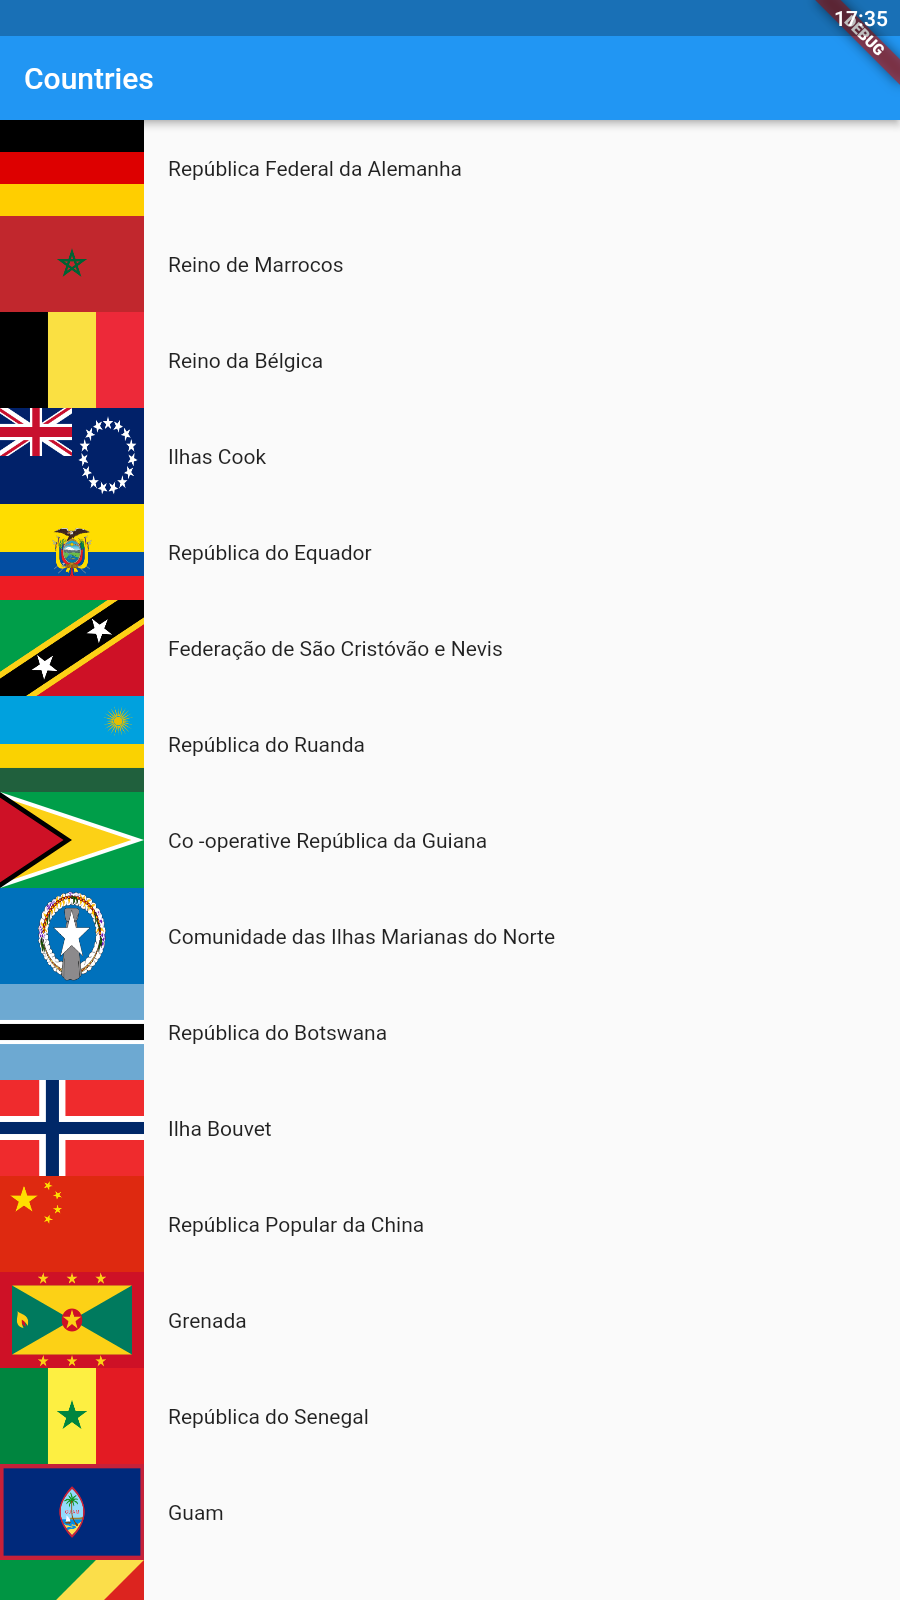 17:35
DEBUG
Countries
República Federal da Alemanha
Reino de Marrocos
Reino da Bélgica
Ilhas Cook
República do Equador
Federação de São Cristóvão e Nevis
República do Ruanda
Co -operative República da Guiana
Comunidade das Ilhas Marianas do Norte
República do Botswana
Ilha Bouvet
República Popular da China
Grenada
República do Senegal
GUAM
Guam